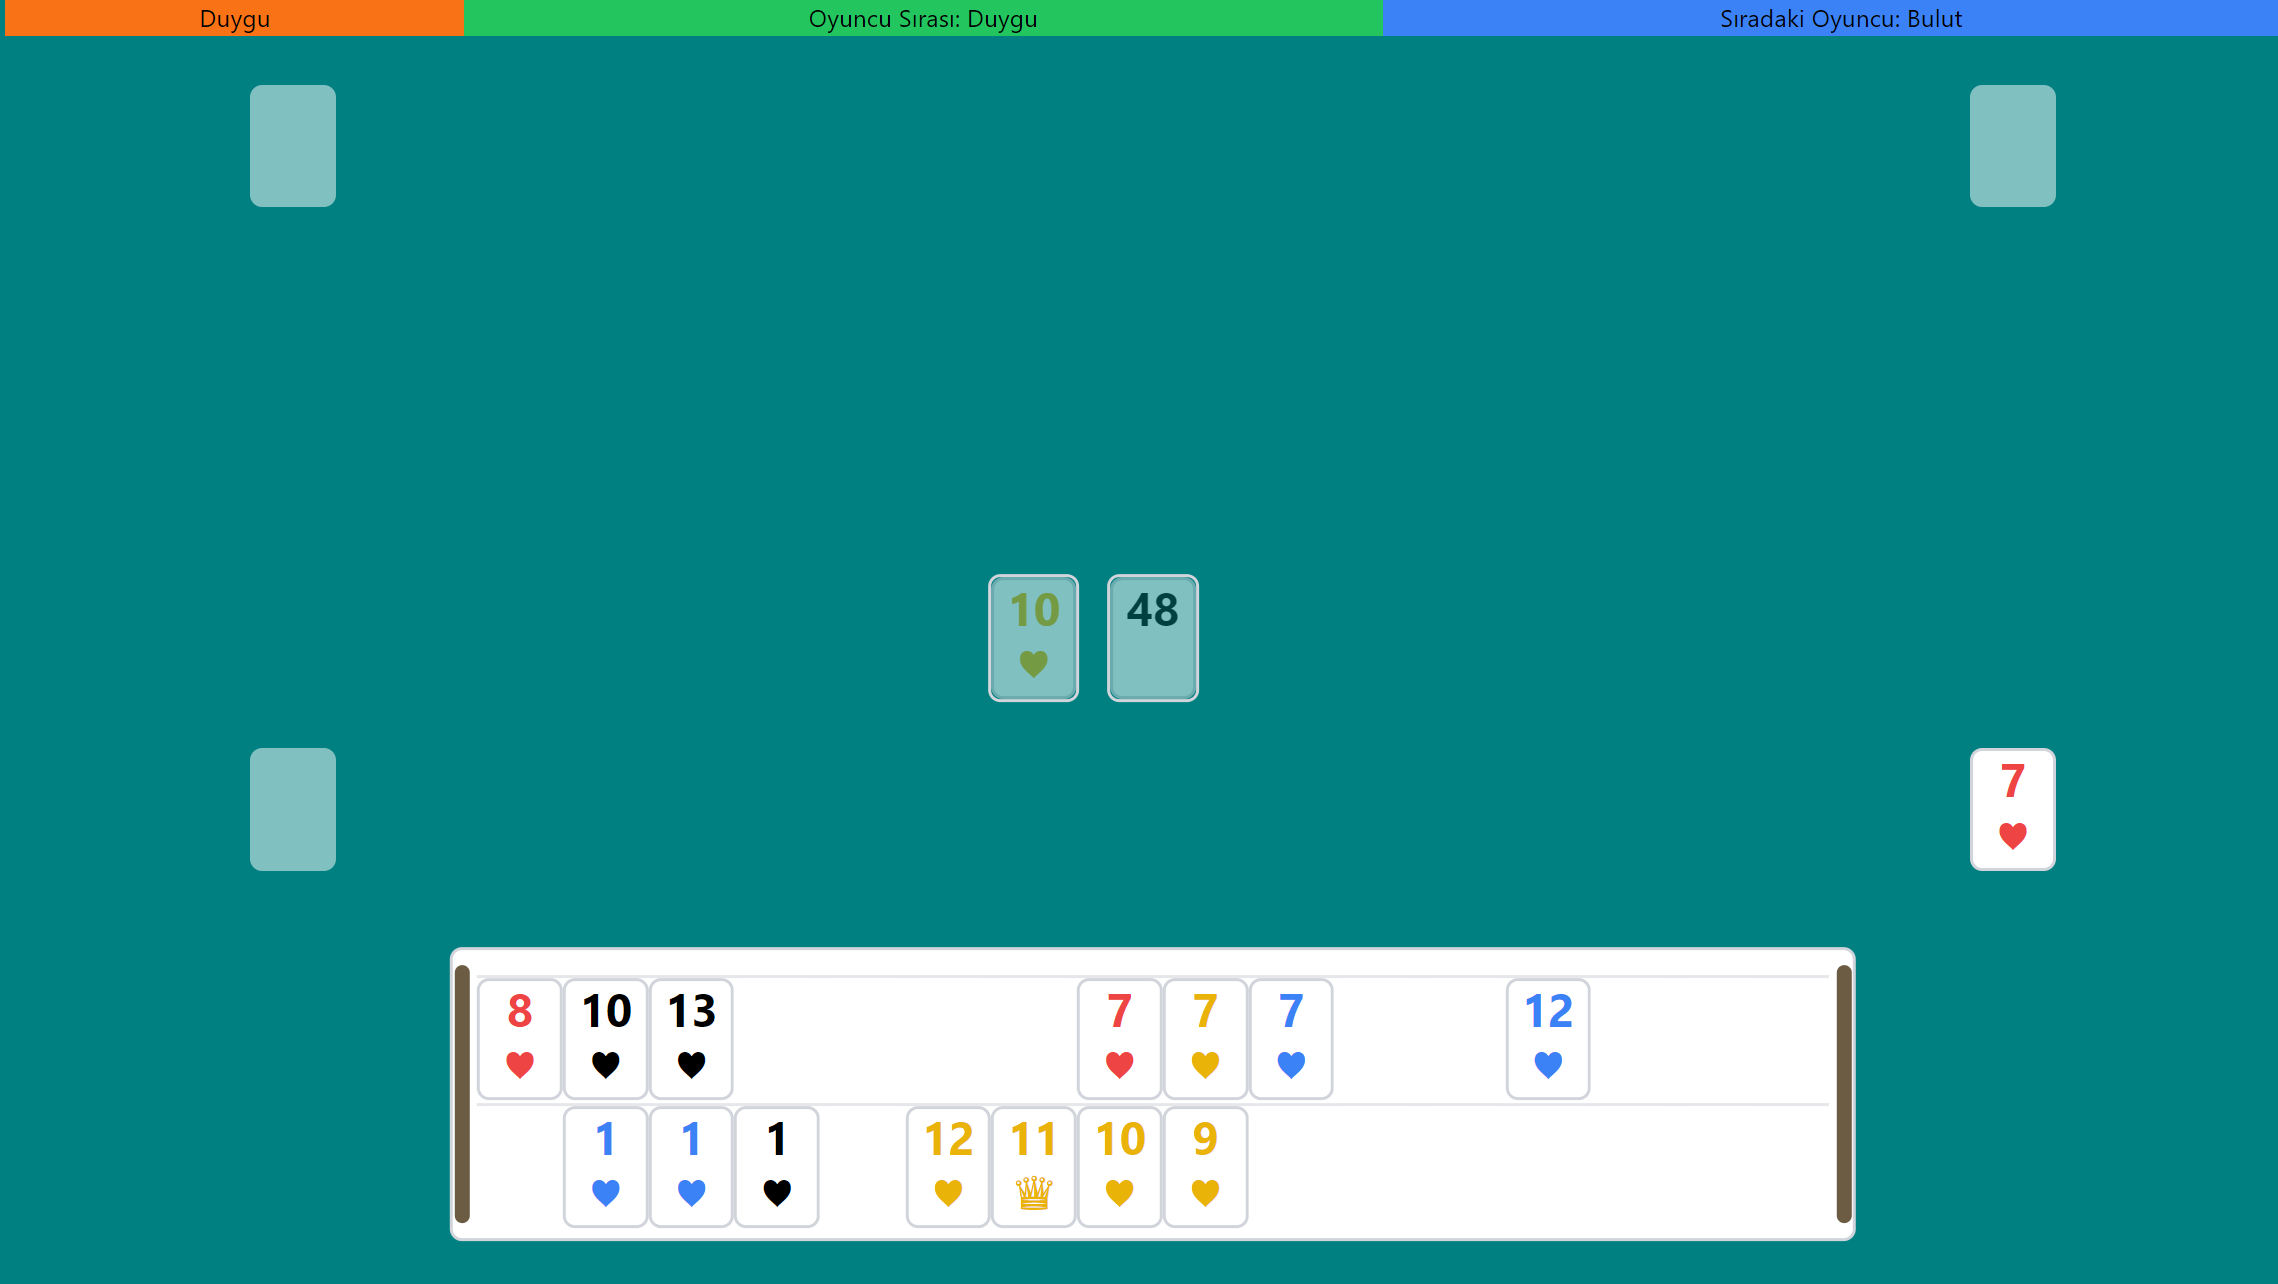 Duygu Oyuncu Sırası: Duygu Sıradaki Oyuncu: Bulut
10 48
7
8 10 13 7 7 7 12
1 1 1 12 11 10 9